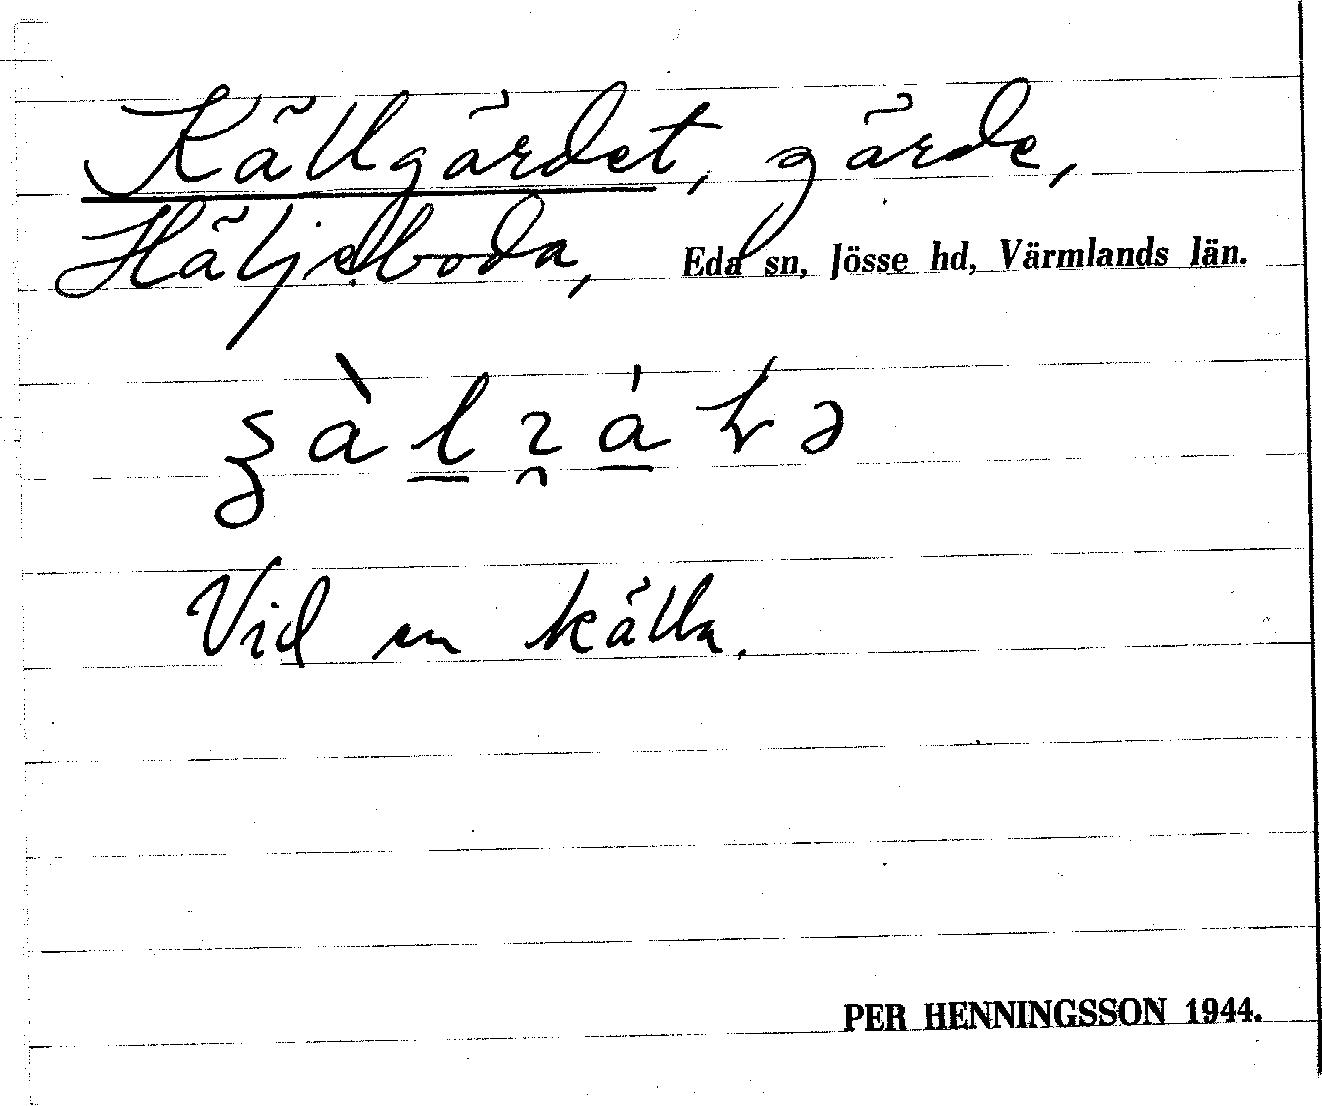 Källgärdet, gärde,
Häljeboda, Eda sn, Jösse hd, Värmlands län.
Vid en källa.
PER HENNINGSSON 1944.